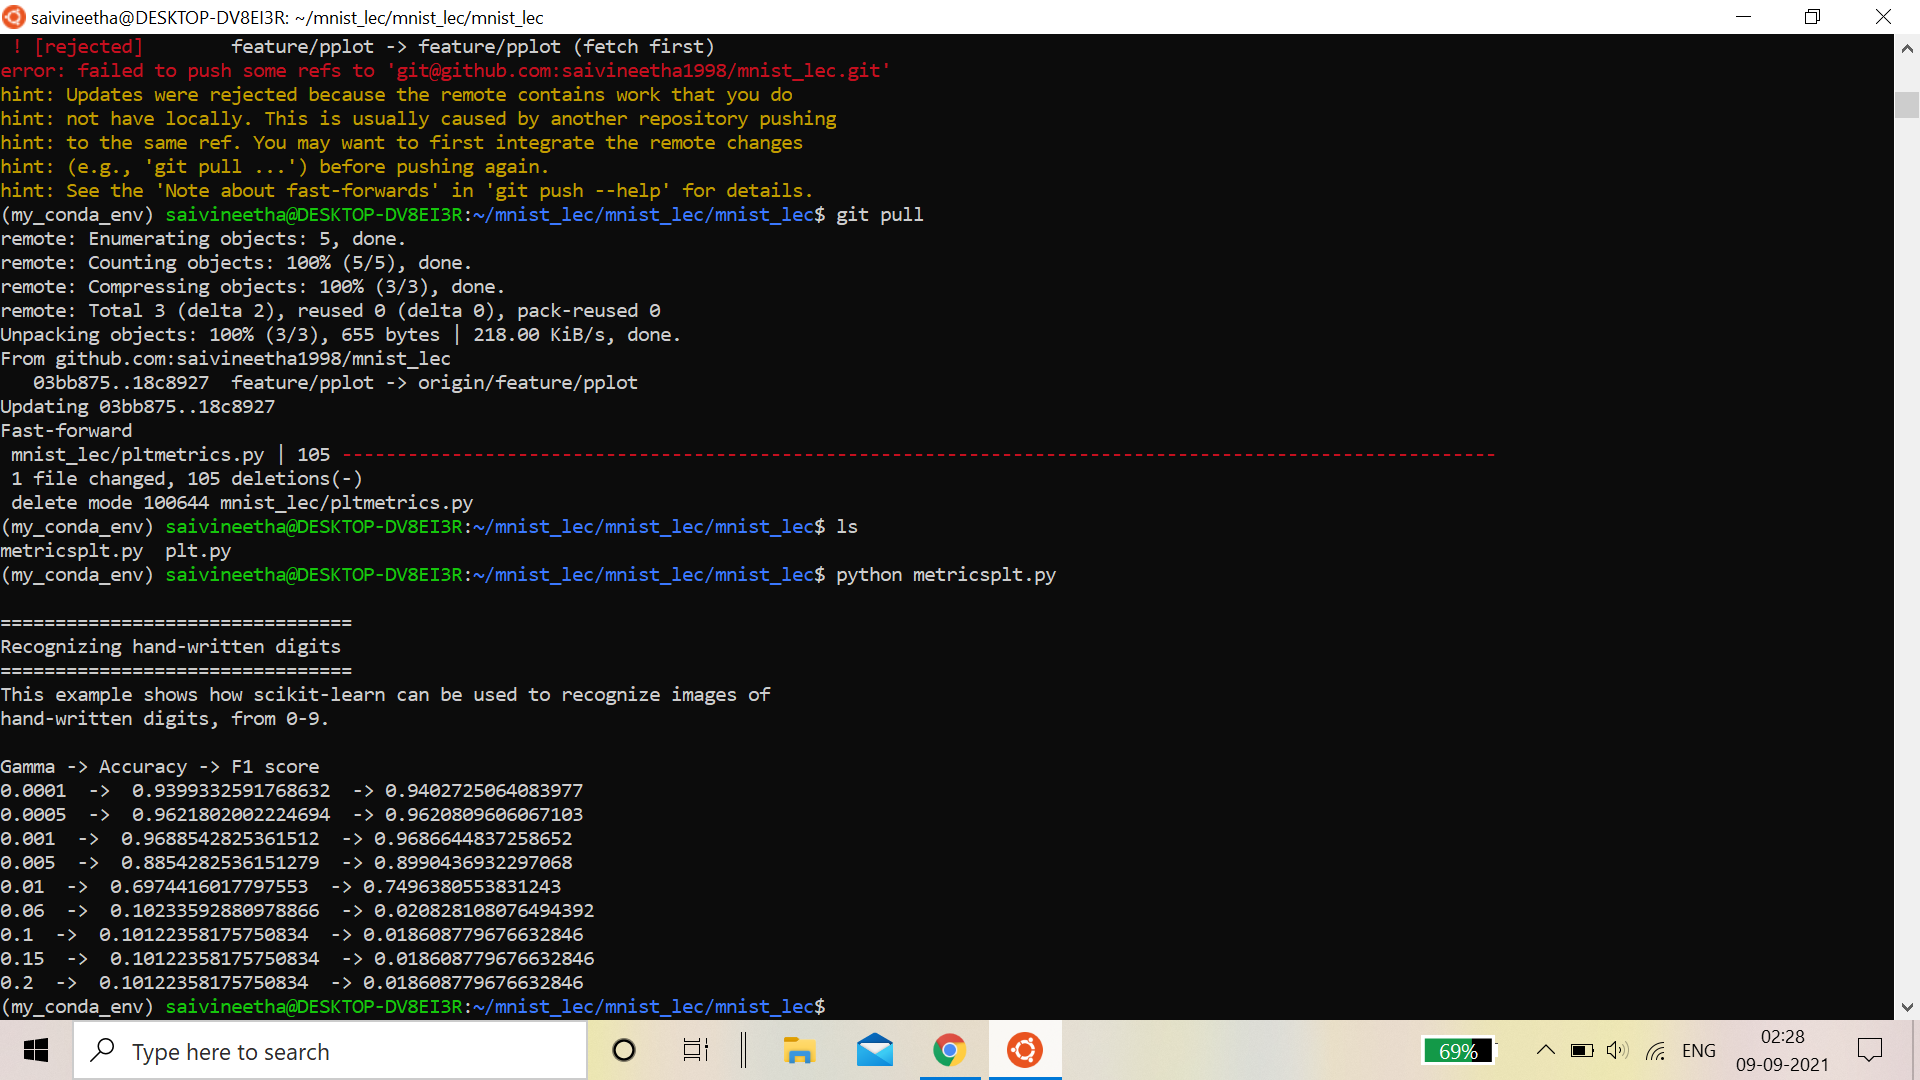 saivineetha@DESKTOP-DV8EI3R: ~/mnist_lec/mnist_lec/mnist_lec
! [rejected]        feature/pplot -> feature/pplot (fetch first)
error: failed to push some refs to 'git@github.com:saivineetha1998/mnist_lec.git'
hint: Updates were rejected because the remote contains work that you do
hint: not have locally. This is usually caused by another repository pushing
hint: to the same ref. You may want to first integrate the remote changes
hint: (e.g., 'git pull ...') before pushing again.
hint: See the 'Note about fast-forwards' in 'git push --help' for details.
(my_conda_env) saivineetha@DESKTOP-DV8EI3R:~/mnist_lec/mnist_lec/mnist_lec$ git pull
remote: Enumerating objects: 5, done.
remote: Counting objects: 100% (5/5), done.
remote: Compressing objects: 100% (3/3), done.
remote: Total 3 (delta 2), reused 0 (delta 0), pack-reused 0
Unpacking objects: 100% (3/3), 655 bytes | 218.00 KiB/s, done.
From github.com:saivineetha1998/mnist_lec
   03bb875..18c8927  feature/pplot -> origin/feature/pplot
Updating 03bb875..18c8927
Fast-forward
 mnist_lec/pltmetrics.py | 105 ---------------------------------------------------------------------------------------------------------
 1 file changed, 105 deletions(-)
 delete mode 100644 mnist_lec/pltmetrics.py
(my_conda_env) saivineetha@DESKTOP-DV8EI3R:~/mnist_lec/mnist_lec/mnist_lec$ ls
metricsplt.py  plt.py
(my_conda_env) saivineetha@DESKTOP-DV8EI3R:~/mnist_lec/mnist_lec/mnist_lec$ python metricsplt.py
================================
Recognizing hand-written digits
================================
This example shows how scikit-learn can be used to recognize images of
hand-written digits, from 0-9.
Gamma -> Accuracy -> F1 score
0.0001  ->  0.9399332591768632  -> 0.9402725064083977
0.0005  ->  0.9621802002224694  -> 0.9620809606067103
0.001  ->  0.9688542825361512  -> 0.9686644837258652
0.005  ->  0.8854282536151279  -> 0.8990436932297068
0.01  ->  0.6974416017797553  -> 0.7496380553831243
0.06  ->  0.10233592880978866  -> 0.020828108076494392
0.1  ->  0.10122358175750834  -> 0.018608779676632846
0.15  ->  0.10122358175750834  -> 0.018608779676632846
0.2  ->  0.10122358175750834  -> 0.018608779676632846
(my_conda_env) saivineetha@DESKTOP-DV8EI3R:~/mnist_lec/mnist_lec/mnist_lec$
Type here to search
69%
ENG
02:28
09-09-2021